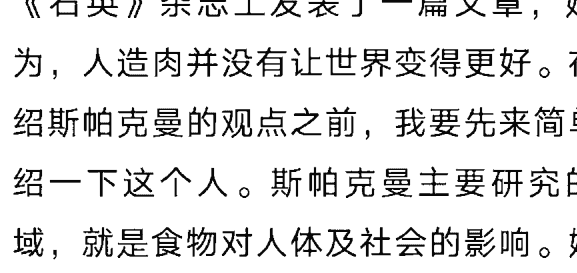 《石英》杂志上发表了一篇文章，
为，人造肉并没有让世界变得更好。
绍斯帕克曼的观点之前，我要先来简单
绍一下这个人。斯帕克曼主要研究的
域，就是食物对人体及社会的影响。